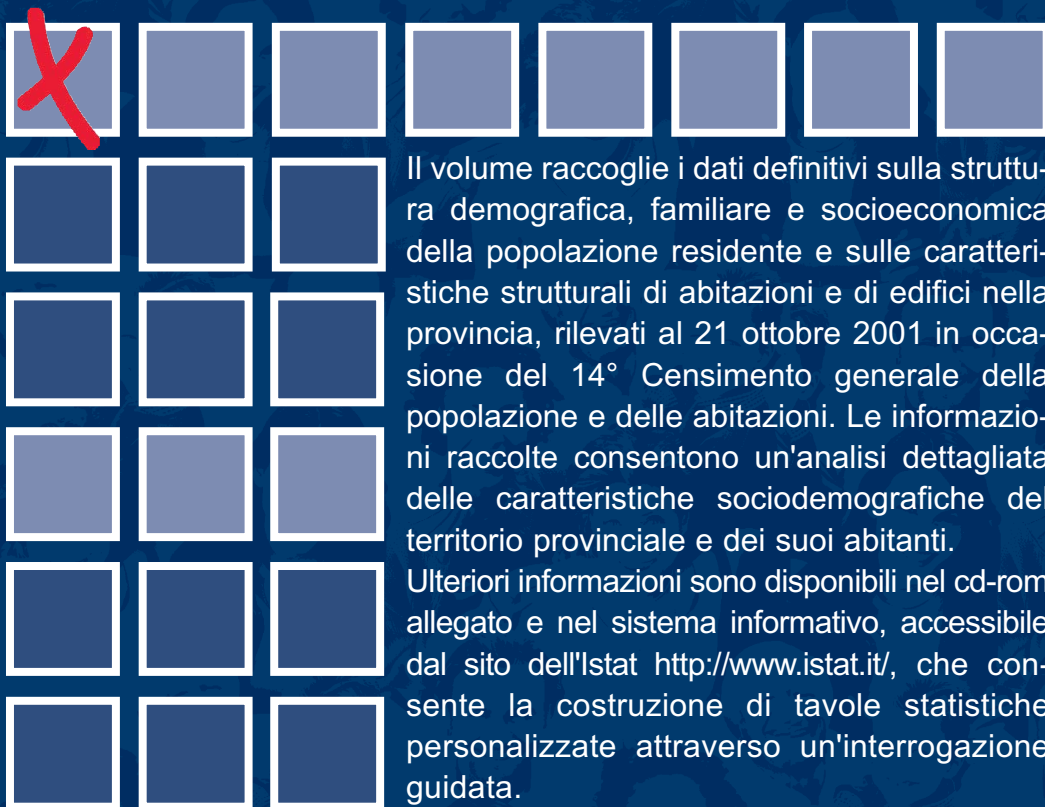 Il volume raccoglie i dati definitivi sulla struttu-
ra demografica, familiare e socioeconomica
della popolazione residente e sulle caratteri-
stiche strutturali di abitazioni e di edifici nella
provincia, rilevati al 21 ottobre 2001 in occa-
sione del 14° Censimento generale della
popolazione e delle abitazioni. Le informazio-
ni raccolte consentono un'analisi dettagliata
delle caratteristiche sociodemografiche del
territorio provinciale e dei suoi abitanti.
Ulteriori informazioni sono disponibili nel cd-rom
allegato e nel sistema informativo, accessibile
dal sito dell'Istat http://www.istat.it/, che con-
sente la costruzione di tavole statistiche
personalizzate attraverso un'interrogazione
guidata.